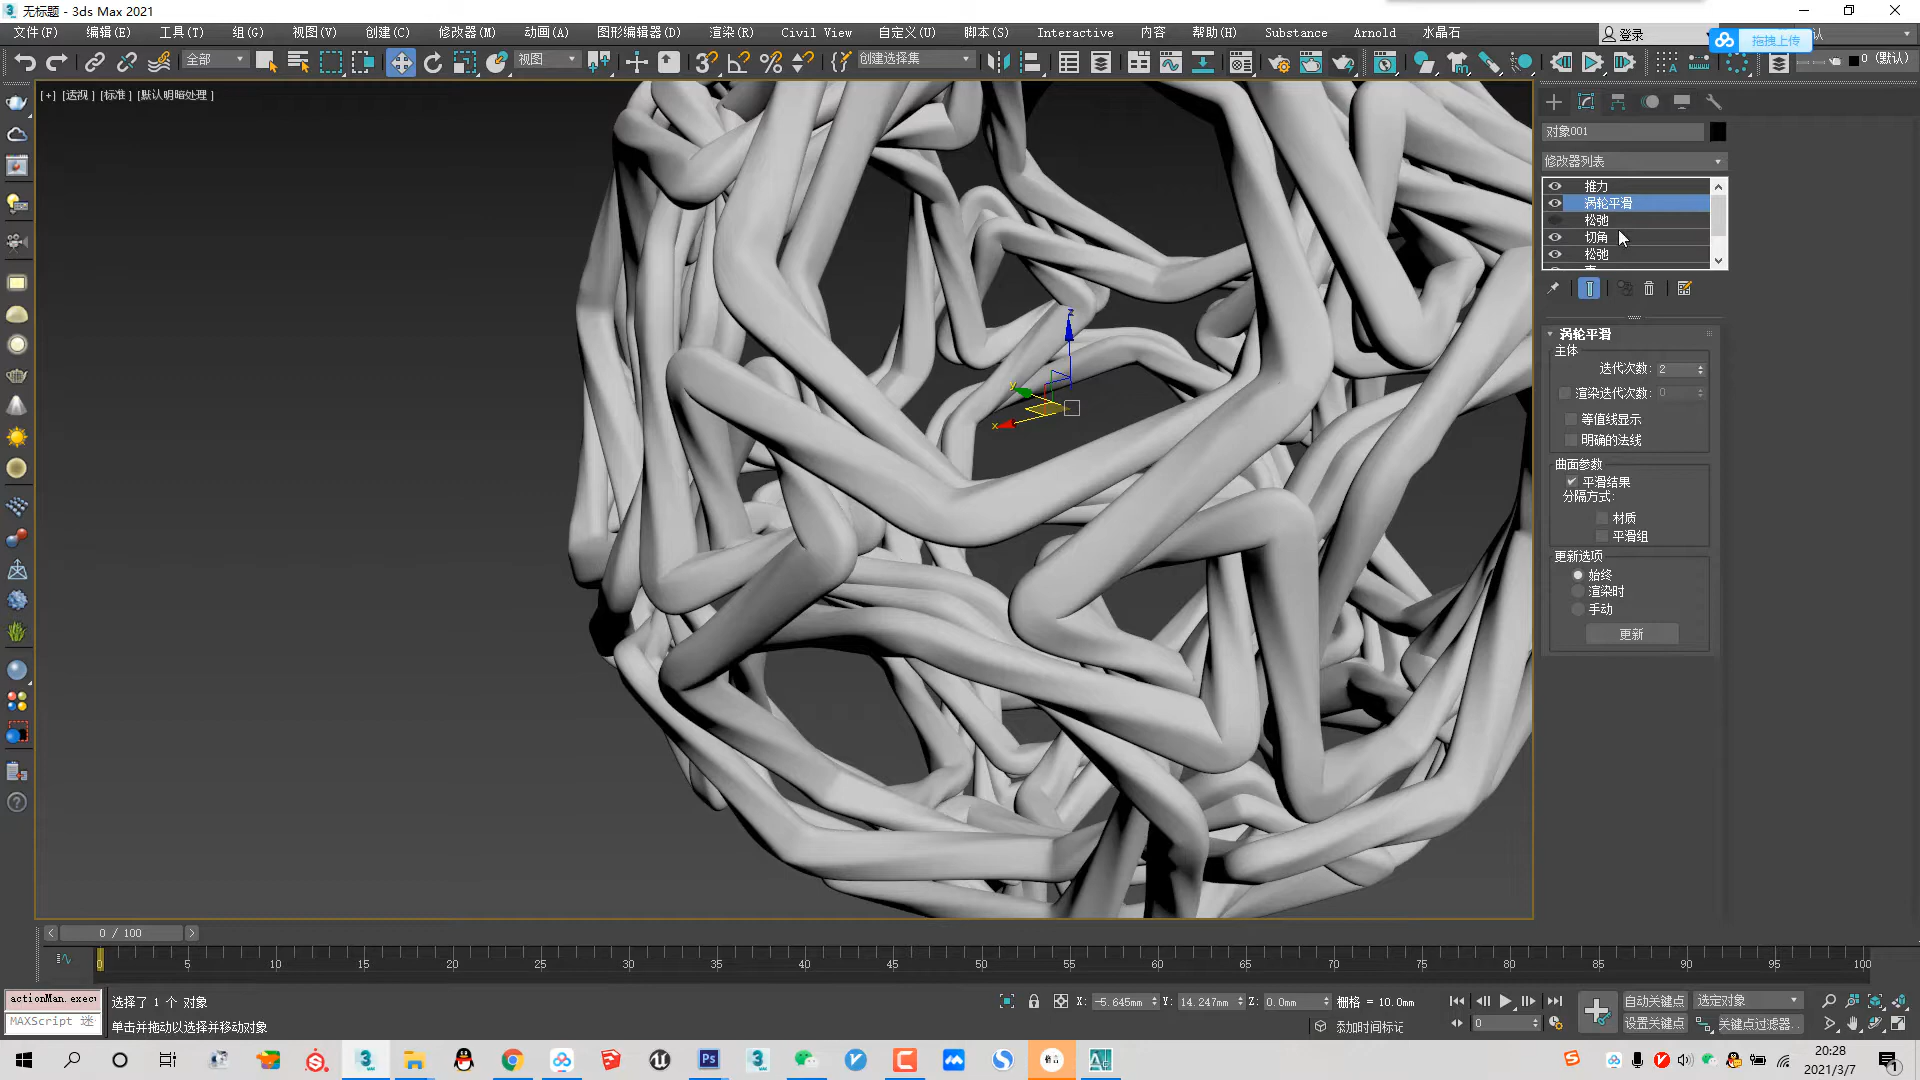 无标题 - 3ds Max 2021
文件(F) 编辑(E) 工具(T) 组(G) 视图(V) 创建(C) 修改器(M) 动画(A) 图形编辑器(D) 渲染(R) Civil View 自定义(U) 脚本(S) Interactive 内容 帮助(H) Substance Arnold 水晶石 登录
拖拽上传
全部 视图 创建选择集 0 (默认)
[+] [透视] [标准] [默认明暗处理]
对象001
修改器列表
推力
涡轮平滑
松弛
切角
松弛
涡轮平滑
主体
迭代次数: 2
渲染迭代次数: 0
等值线显示
明确的法线
曲面参数
平滑结果
分隔方式:
材质
平滑组
更新选项
始终
渲染时
手动
更新
z
y
x
0 / 100
0 5 10 15 20 25 30 35 40 45 50 55 60 65 70 75 80 85 90 95 100
actionMan.execu
选择了 1 个 对象
X: -5.645mm Y: 14.247mm Z: 0.0mm 栅格 = 10.0mm
自动关键点 选定对象
MAXScript 迷
单击并拖动以选择并移动对象
添加时间标记
0
设置关键点 关键点过滤器...
20:28
2021/3/7